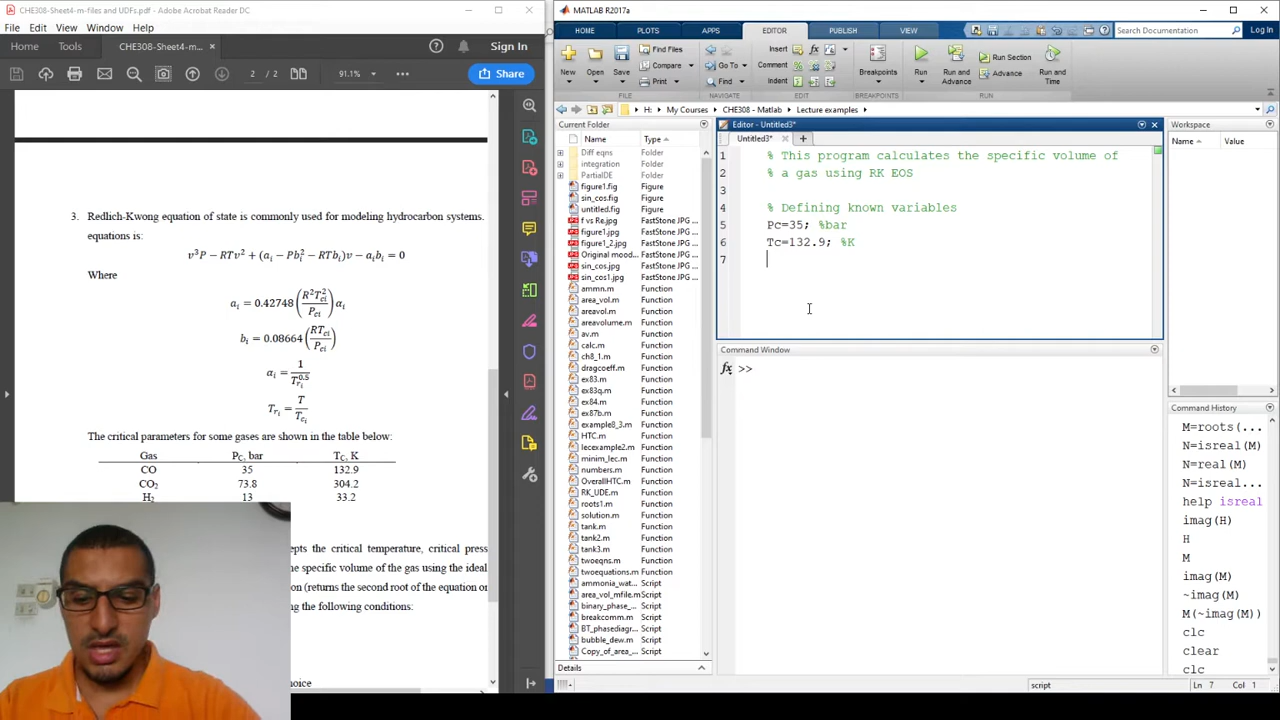 CHE308-Sheet4-m-files and UDFs.pdf - Adobe Acrobat Reader DC
File Edit View Window Help
Home Tools CHE308-Sheet4-m-... × Sign In
2 / 2 91.1% Share
3. Redlich-Kwong equation of state is commonly used for modeling hydrocarbon systems.
equations is:
v³P − RTv² + (aᵢ − Pbᵢ² − RTbᵢ)v − aᵢbᵢ = 0
Where
aᵢ = 0.42748 (R²T²ci / Pci) αᵢ
bᵢ = 0.08664 (RTci / Pci)
αᵢ = 1 / Trᵢ^0.5
Trᵢ = T / Tcᵢ
The critical parameters for some gases are shown in the table below:
Gas PC, bar TC, K
CO 35 132.9
CO2 73.8 304.2
H2 13 33.2
epts the critical temperature, critical press
he specific volume of the gas using the ideal
on (returns the second root of the equation or
ng the following conditions:
hoice
MATLAB R2017a
HOME PLOTS APPS EDITOR PUBLISH VIEW Search Documentation Log In
New Open Save Find Files Compare Print Go To Find Insert Comment Indent Breakpoints Run Run and Advance Run Section Advance Run and Time
FILE NAVIGATE EDIT BREAKPOINTS RUN
H: My Courses CHE308 - Matlab Lecture examples
Current Folder
Name Type
Diff eqns Folder
integration Folder
PartialDE Folder
figure1.fig Figure
sin_cos.fig Figure
untitled.fig Figure
f vs Re.jpg FastStone JPG ...
figure1.jpg FastStone JPG ...
figure1_2.jpg FastStone JPG ...
Original mood... FastStone JPG ...
sin_cos.jpg FastStone JPG ...
sin_cos1.jpg FastStone JPG ...
ammn.m Function
area_vol.m Function
areavol.m Function
areavolume.m Function
av.m Function
calc.m Function
ch8_1.m Function
dragcoeff.m Function
ex83.m Function
ex83q.m Function
ex84.m Function
ex87b.m Function
example8_3.m Function
HTC.m Function
lecexample2.m Function
minim_lec.m Function
numbers.m Function
OverallHTC.m Function
RK_UDE.m Function
roots1.m Function
solution.m Function
tank.m Function
tank2.m Function
tank3.m Function
twoeqns.m Function
twoequations.m Function
ammonia_wat... Script
area_vol_mfile.m Script
binary_phase_... Script
breakcomm.m Script
BT_phasediagr... Script
bubble_dew.m Script
Copy_of_area_... Script
Details
Editor - Untitled3*
Untitled3* × +
1 % This program calculates the specific volume of
2 % a gas using RK EOS
3
4 % Defining known variables
5 Pc=35; %bar
6 Tc=132.9; %K
7
Command Window
fx >>
Workspace
Name Value
Command History
M=roots(...
N=isreal(M)
N=real(M)
N=isreal...
help isreal
imag(H)
H
M
imag(M)
~imag(M)
M(~imag(M))
clc
clear
clc
script Ln 7 Col 1